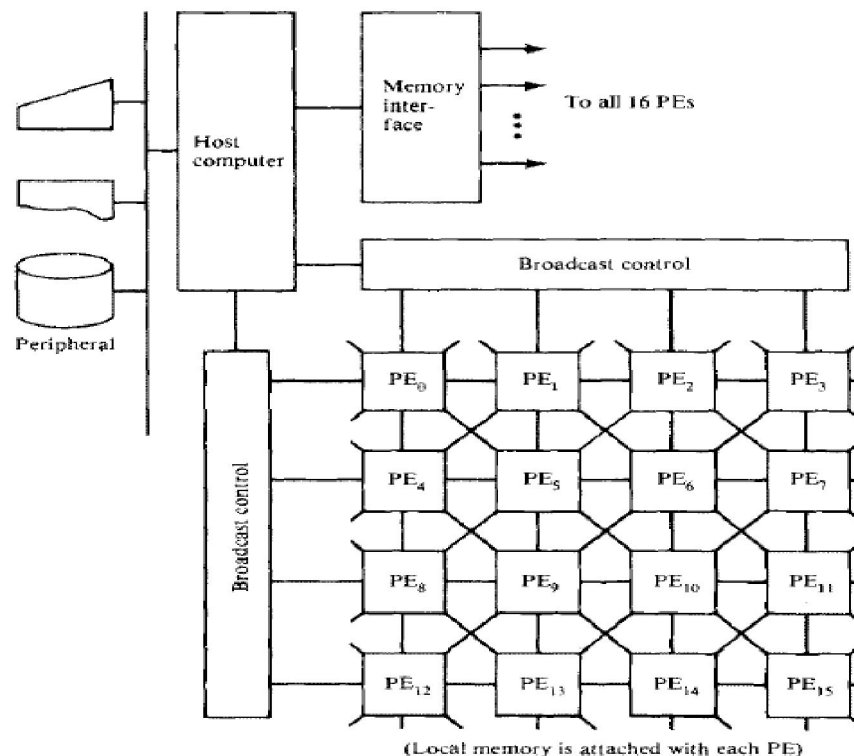 Host
computer
Memory
inter-
face
To all 16 PEs
Peripheral
Broadcast control
Broadcast control
PE0 PE1 PE2 PE3
PE4 PE5 PE6 PE7
PE8 PE9 PE10 PE11
PE12 PE13 PE14 PE15
(Local memory is attached with each PE)